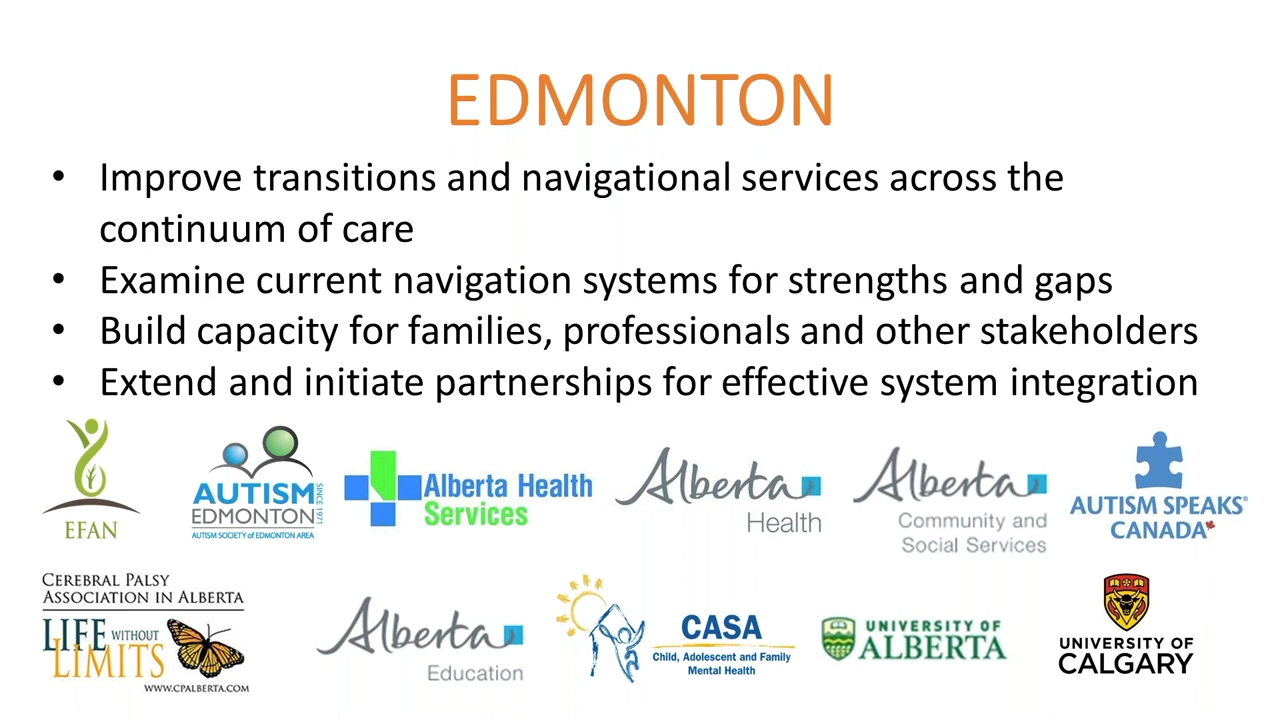 EDMONTON
• Improve transitions and navigational services across the
continuum of care
• Examine current navigation systems for strengths and gaps
• Build capacity for families, professionals and other stakeholders
• Extend and initiate partnerships for effective system integration
EFAN
AUTISM
EDMONTON
SINCE 1971
AUTISM SOCIETY of EDMONTON AREA
Alberta Health
Services
Alberta
Health
Alberta
Community and
Social Services
AUTISM SPEAKS®
CANADA
CEREBRAL PALSY
ASSOCIATION IN ALBERTA
LIFE WITHOUT
LIMITS
WWW.CPALBERTA.COM
Alberta
Education
CASA
Child, Adolescent and Family
Mental Health
UNIVERSITY OF
ALBERTA
UNIVERSITY OF
CALGARY